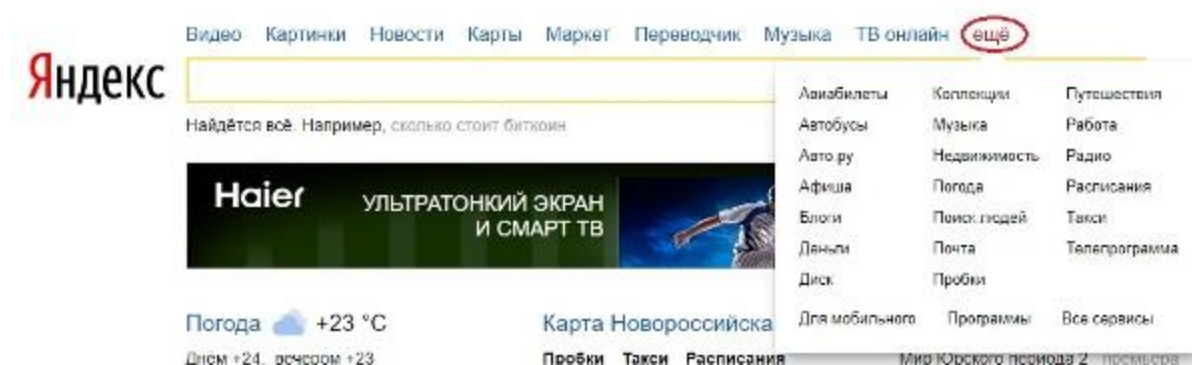 Видео Картинки Новости Карты Маркет Переводчик Музыка ТВ онлайн ещё
Яндекс
Найдётся всё. Например, сколько стоит биткоин
Авиабилеты Коллекции Путешествия
Автобусы Музыка Работа
Авто.ру Недвижимость Радио
Афиша Погода Расписания
Блоги Поиск людей Такси
Деньги Почта Телепрограмма
Диск Пробки
Для мобильного Программы Все сервисы
Haier УЛЬТРАТОНКИЙ ЭКРАН
И СМАРТ ТВ
Погода +23 °C
Днём +24, вечером +23
Карта Новороссийска
Пробки Такси Расписания
Мир Юрского периода 2 премьера